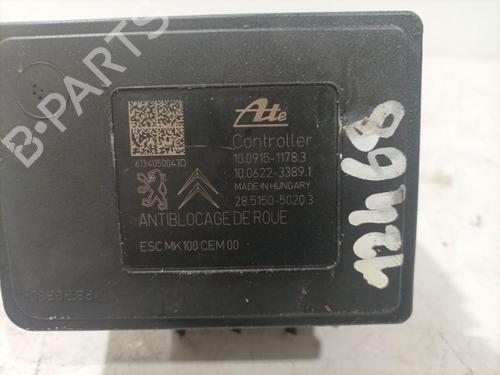 Ate
Controller
10.0915-1178.3
10.0622-3389.1
MADE IN HUNGARY
28.5150-5020.3
6134050043D
ANTIBLOCAGE DE ROUE
ESC MK100 CEM 00
B-PARTS